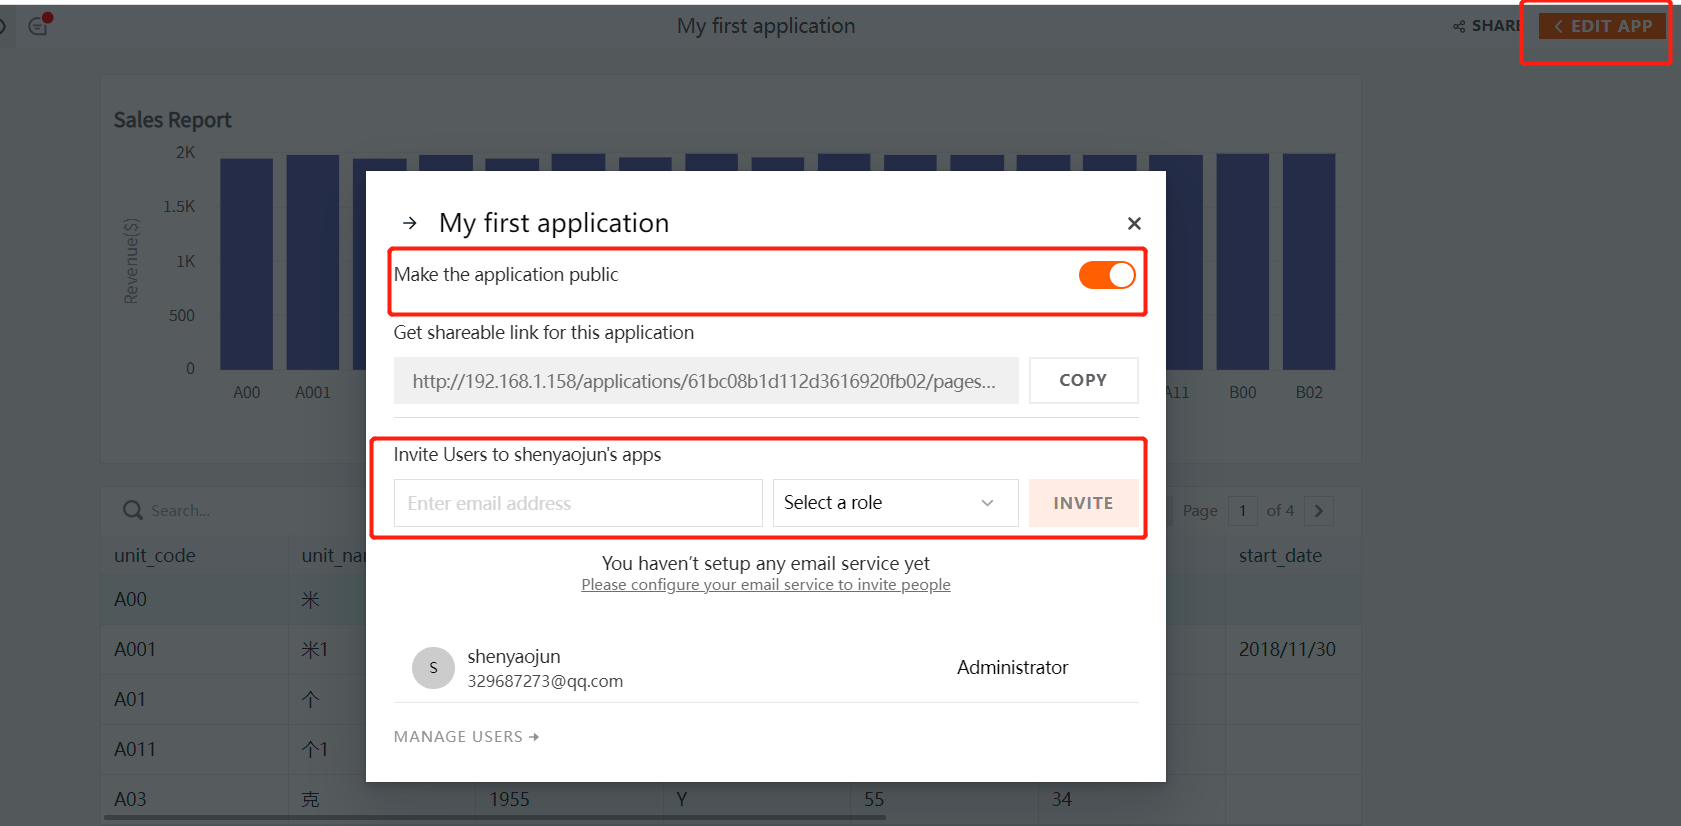 My first application
SHARE
EDIT APP
Sales Report
2K
1.5K
1K
500
0
Revenue($)
A00
A001
A11
B00
B02
My first application
Make the application public
Get shareable link for this application
http://192.168.1.158/applications/61bc08b1d112d3616920fb02/pages...
COPY
Invite Users to shenyaojun's apps
Enter email address
Select a role
INVITE
You haven’t setup any email service yet
Please configure your email service to invite people
S
shenyaojun
329687273@qq.com
Administrator
MANAGE USERS
Search...
Page 1 of 4
unit_code unit_nar start_date
A00 米
A001 米1 2018/11/30
A01 个
A011 个1
A03 克 1955 Y 55 34